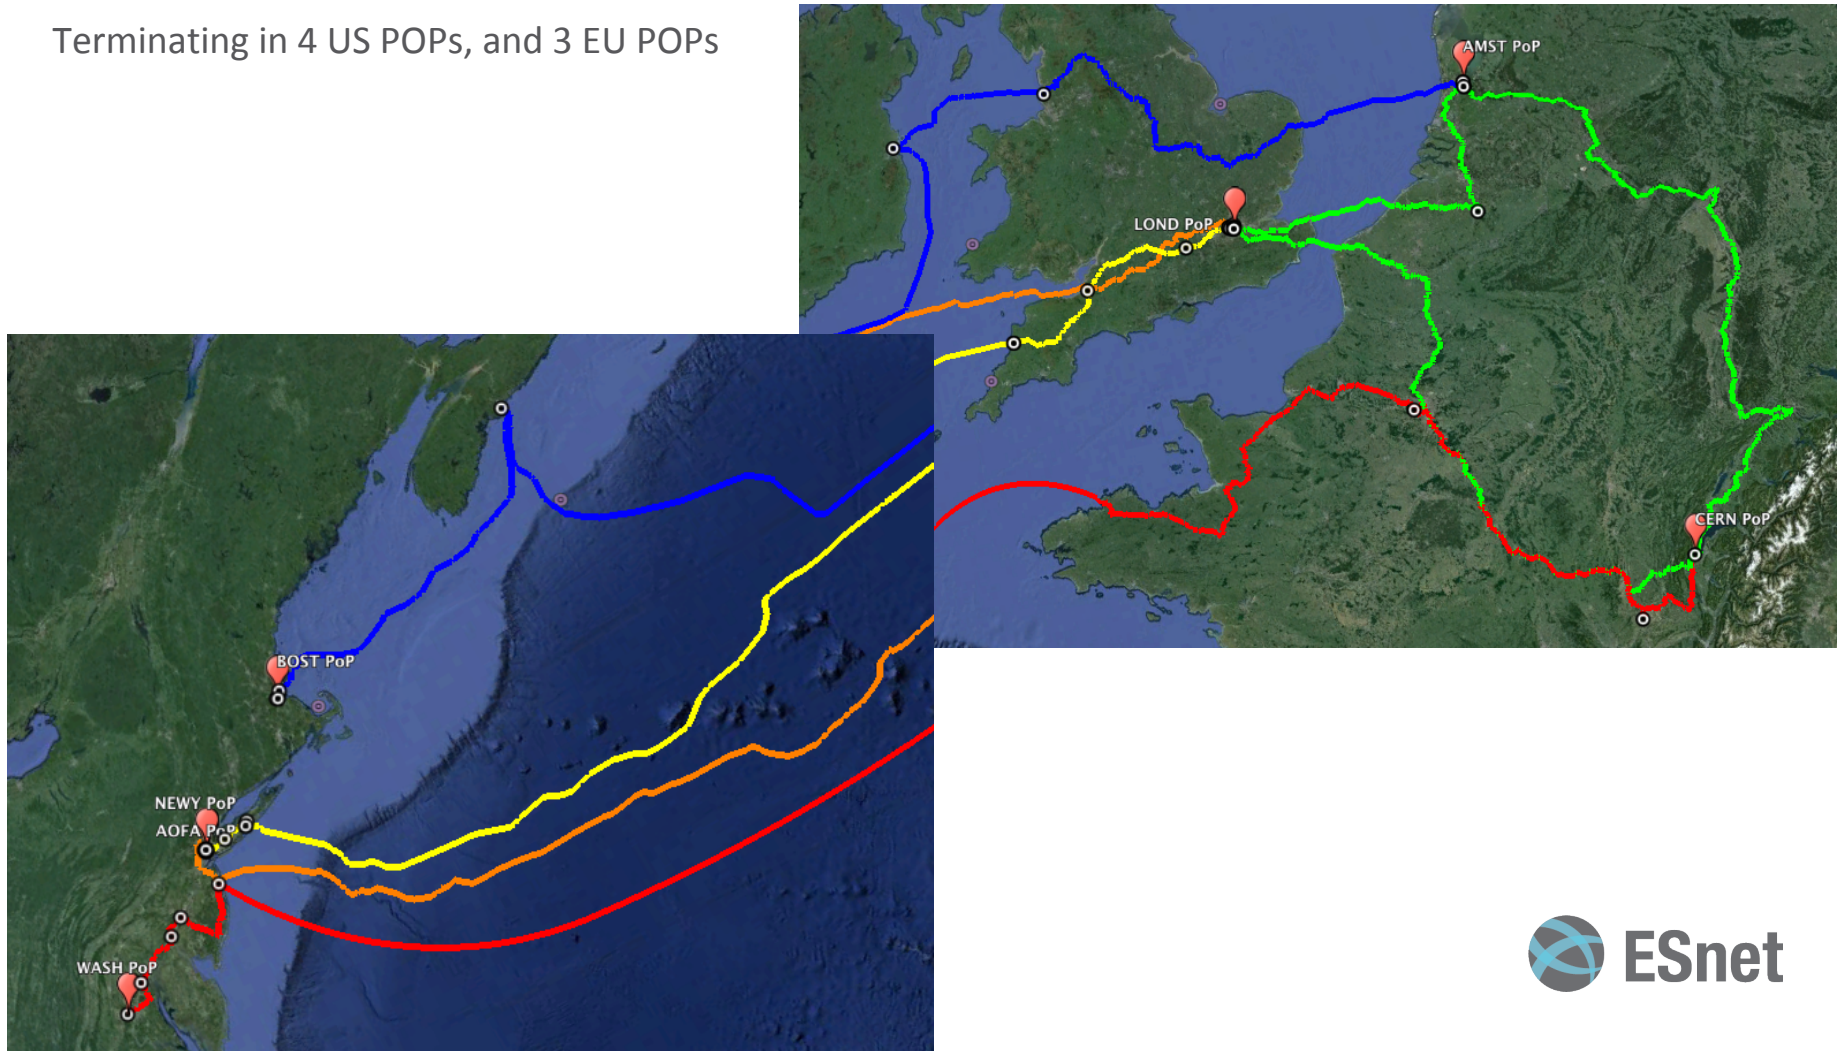 Terminating in 4 US POPs, and 3 EU POPs
AMST PoP
LOND PoP
CERN PoP
BOST PoP
NEWY PoP
AOFA PoP
WASH PoP
ESnet